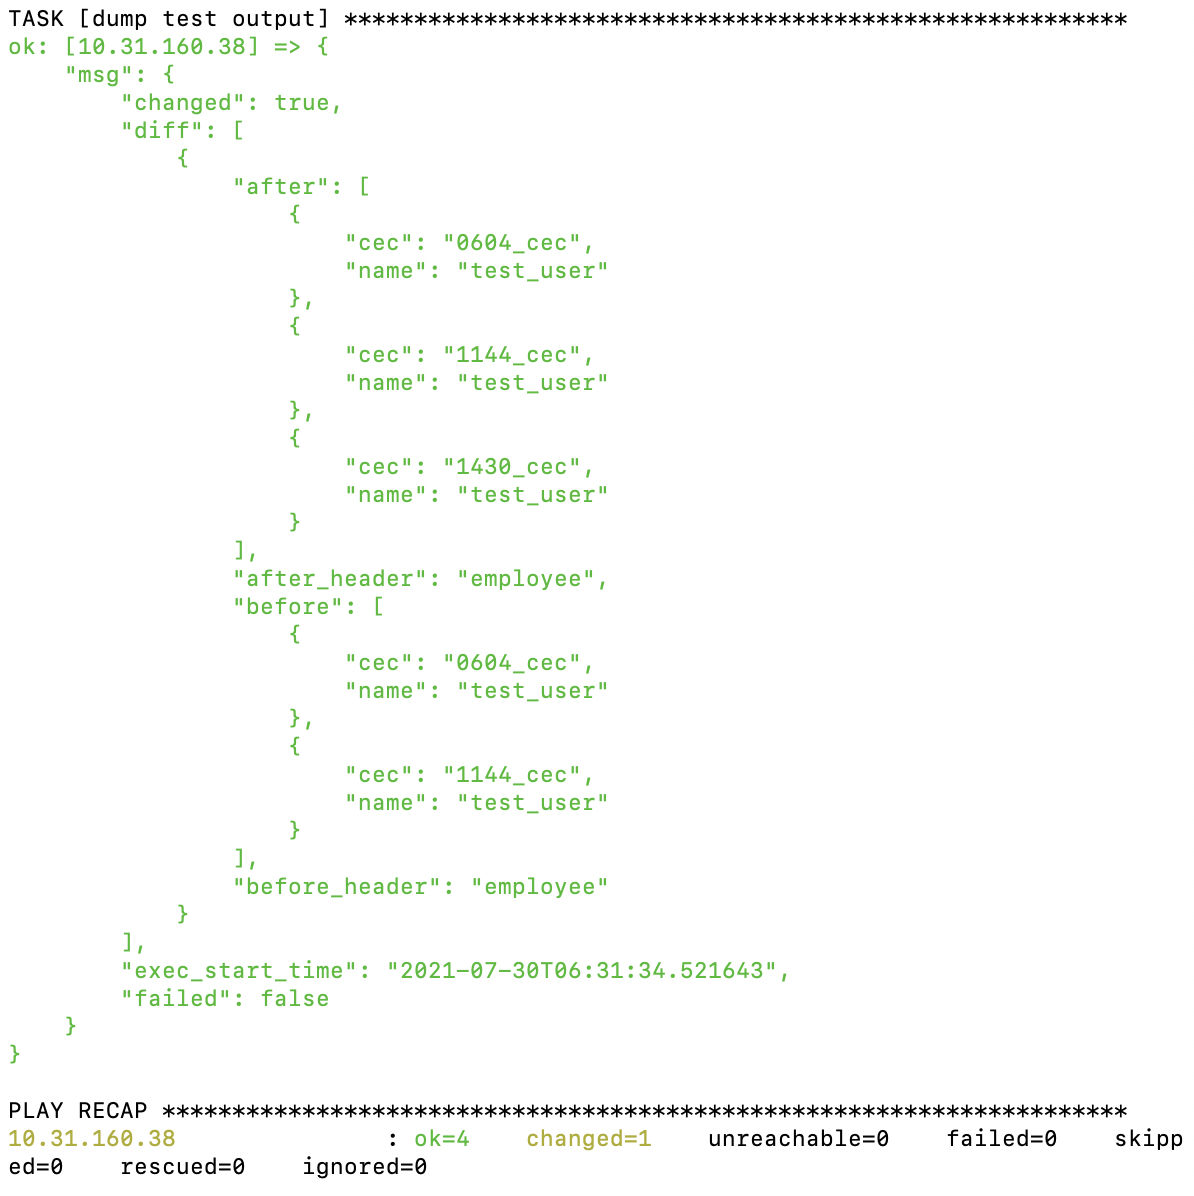 TASK [dump test output] ********************************************************
ok: [10.31.160.38] => {
    "msg": {
        "changed": true,
        "diff": [
            {
                "after": [
                    {
                        "cec": "0604_cec",
                        "name": "test_user"
                    },
                    {
                        "cec": "1144_cec",
                        "name": "test_user"
                    },
                    {
                        "cec": "1430_cec",
                        "name": "test_user"
                    }
                ],
                "after_header": "employee",
                "before": [
                    {
                        "cec": "0604_cec",
                        "name": "test_user"
                    },
                    {
                        "cec": "1144_cec",
                        "name": "test_user"
                    }
                ],
                "before_header": "employee"
            }
        ],
        "exec_start_time": "2021-07-30T06:31:34.521643",
        "failed": false
    }
}

PLAY RECAP *********************************************************************
10.31.160.38               : ok=4    changed=1    unreachable=0    failed=0    skipp
ed=0    rescued=0    ignored=0